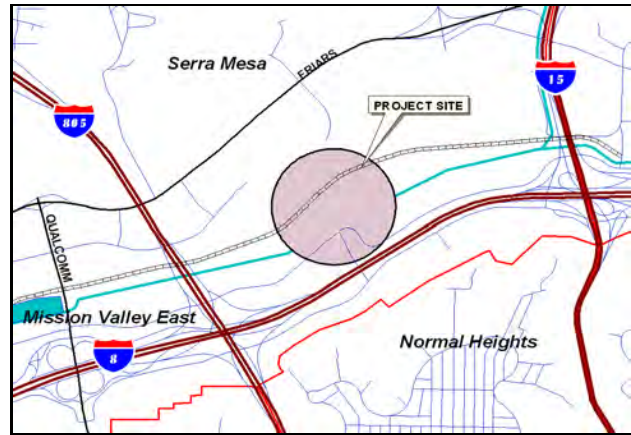 Serra Mesa
FRIARS
15
PROJECT SITE
805
QUALCOMM
Mission Valley East
Normal Heights
8